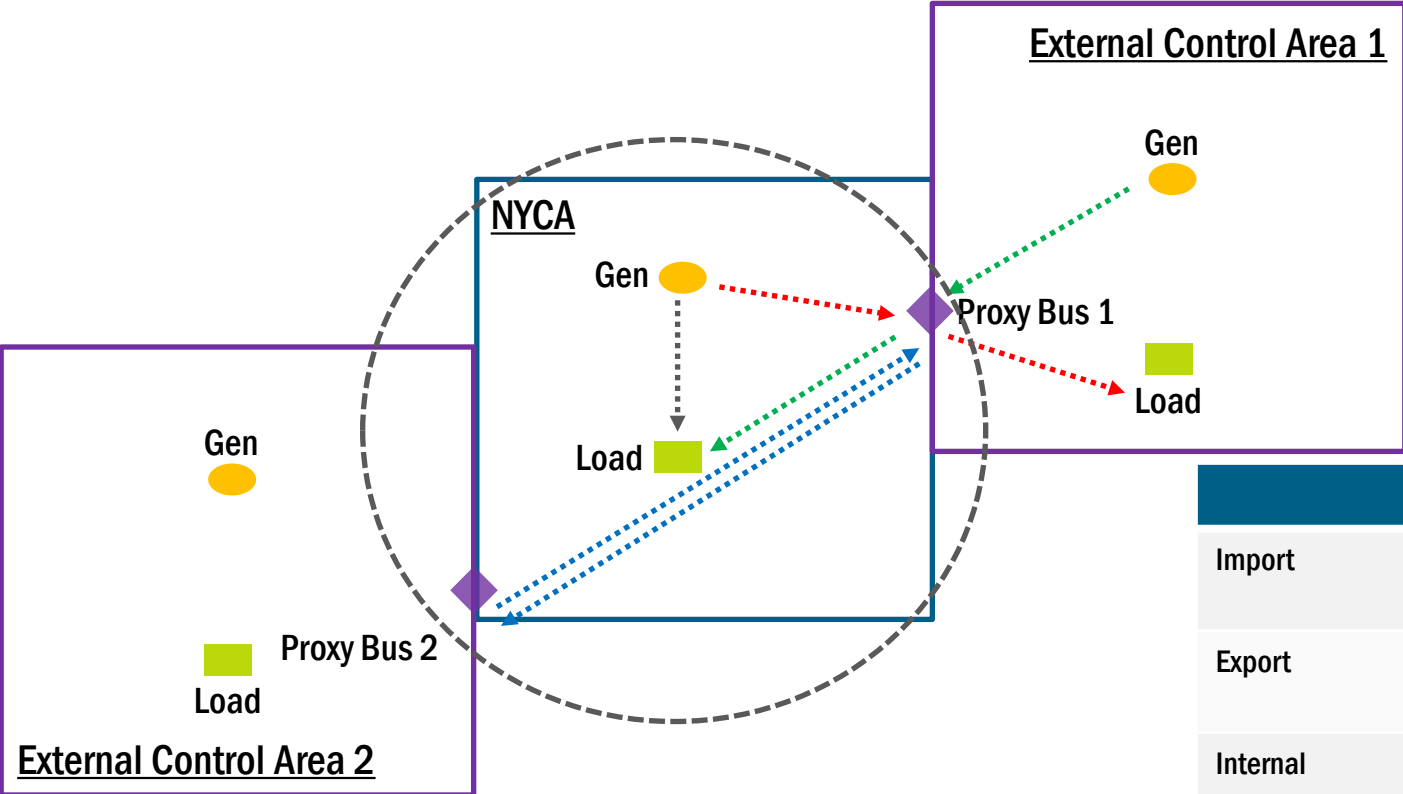 External Control Area 1
Gen
NYCA
Gen
Proxy Bus 1
Load
Load
Gen
Proxy Bus 2
Load
External Control Area 2
Import
Export
Internal